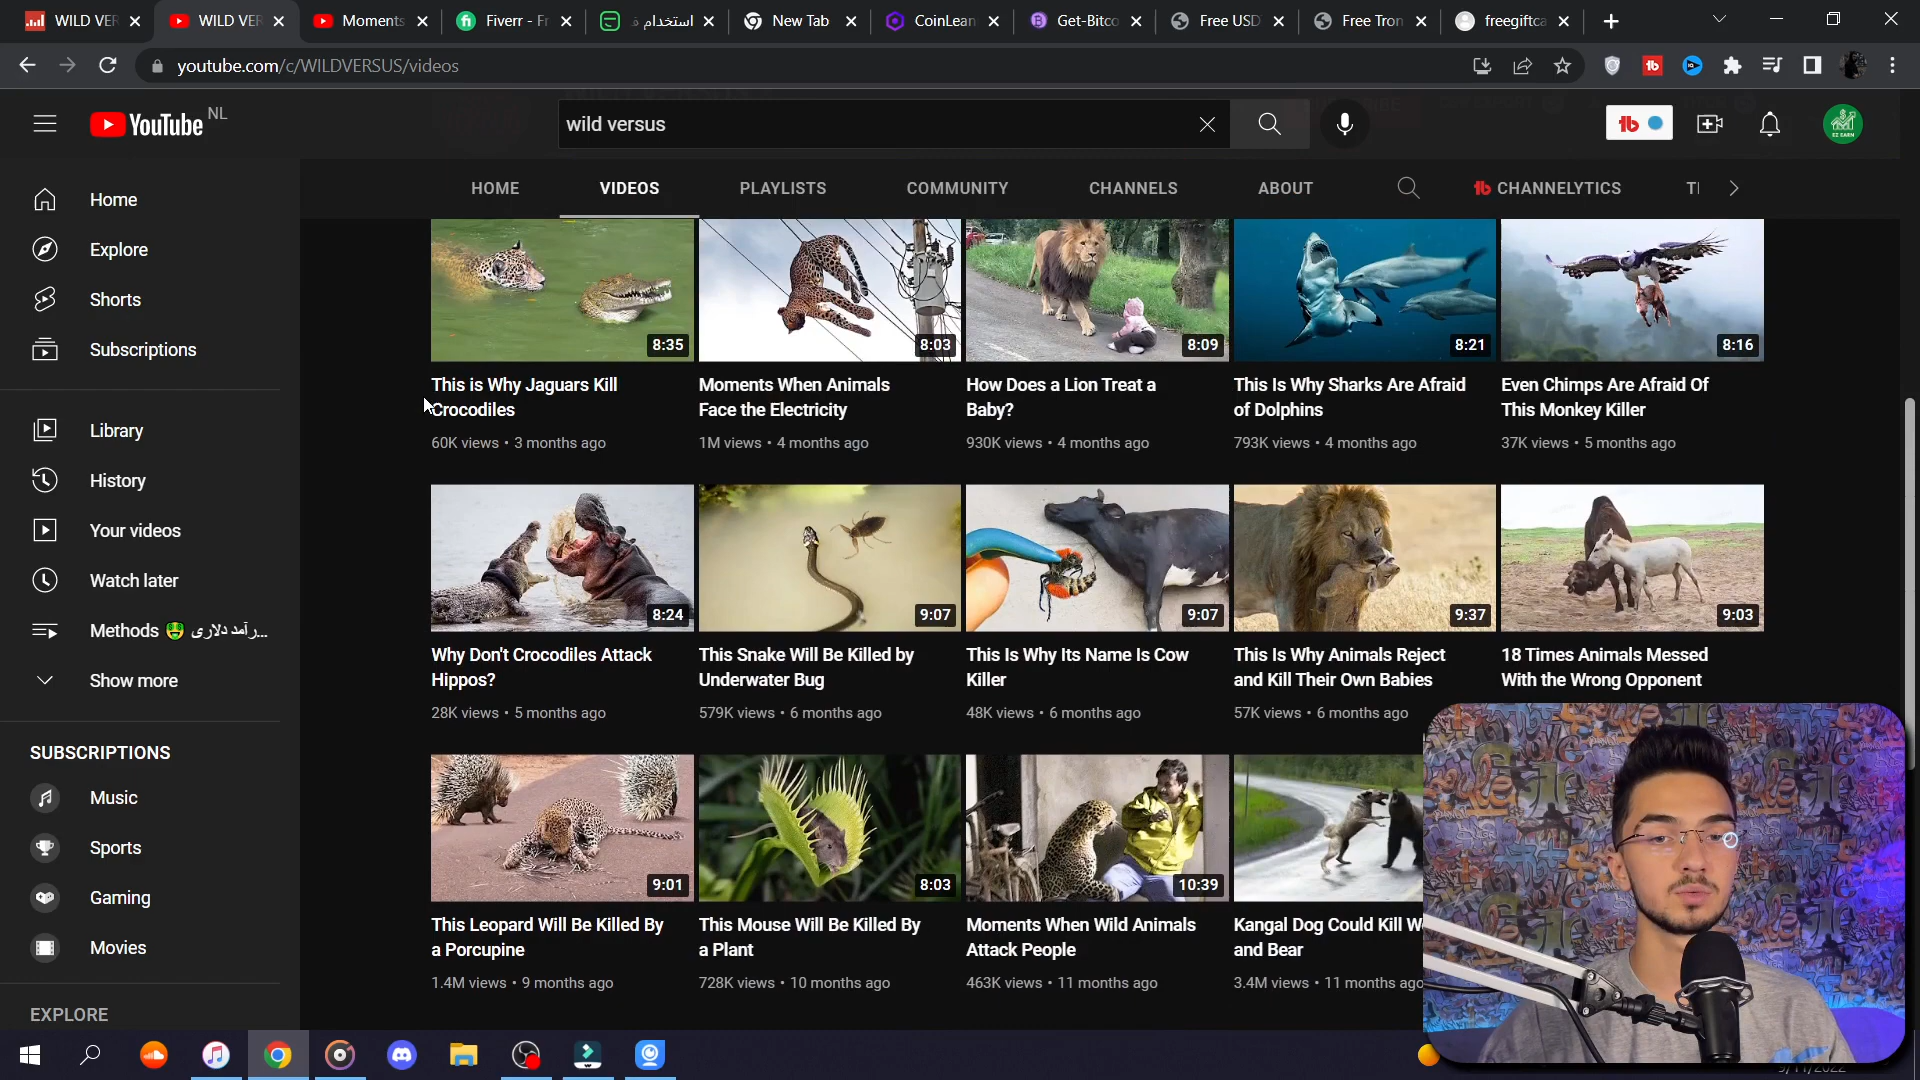 WILD VER
WILD VER
Moments
Fiverr - Fr
استخدام ف
New Tab
CoinLean
Get-Bitco
Free USD
Free Tron
freegiftca
youtube.com/c/WILDVERSUS/videos
YouTube NL
wild versus
HOME
VIDEOS
PLAYLISTS
COMMUNITY
CHANNELS
ABOUT
CHANNELYTICS
Home
Explore
Shorts
Subscriptions
Library
History
Your videos
Watch later
Methods 🤑 رآمد دلاری...
Show more
SUBSCRIPTIONS
Music
Sports
Gaming
Movies
EXPLORE
8:35
8:03
8:09
8:21
8:16
This is Why Jaguars Kill
Crocodiles
60K views • 3 months ago
Moments When Animals
Face the Electricity
1M views • 4 months ago
How Does a Lion Treat a
Baby?
930K views • 4 months ago
This Is Why Sharks Are Afraid
of Dolphins
793K views • 4 months ago
Even Chimps Are Afraid Of
This Monkey Killer
37K views • 5 months ago
8:24
9:07
9:07
9:37
9:03
Why Don't Crocodiles Attack
Hippos?
28K views • 5 months ago
This Snake Will Be Killed by
Underwater Bug
579K views • 6 months ago
This Is Why Its Name Is Cow
Killer
48K views • 6 months ago
This Is Why Animals Reject
and Kill Their Own Babies
57K views • 6 months ago
18 Times Animals Messed
With the Wrong Opponent
9:01
8:03
10:39
This Leopard Will Be Killed By
a Porcupine
1.4M views • 9 months ago
This Mouse Will Be Killed By
a Plant
728K views • 10 months ago
Moments When Wild Animals
Attack People
463K views • 11 months ago
Kangal Dog Could Kill W
and Bear
3.4M views • 11 months ago
9/11/2022